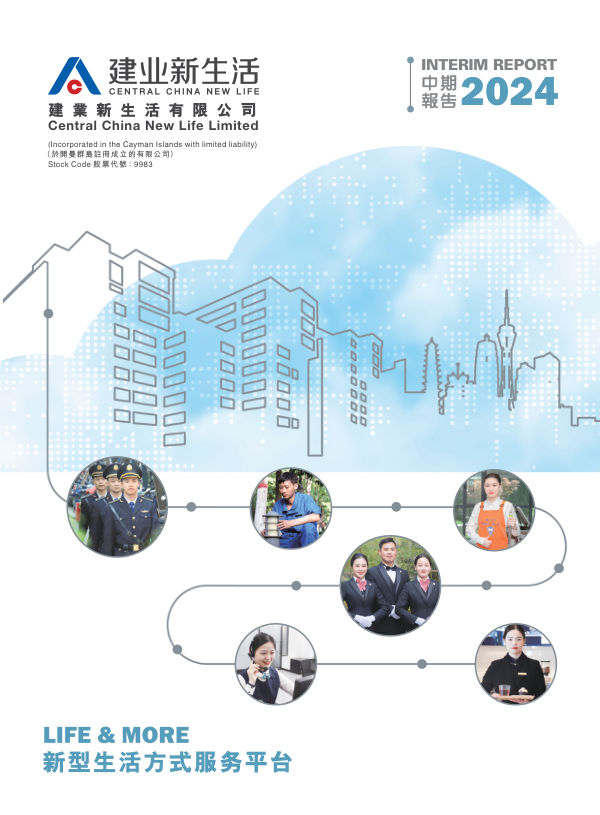 建业新生活
CENTRAL CHINA NEW LIFE
建業新生活有限公司
Central China New Life Limited
(Incorporated in the Cayman Islands with limited liability)
(於開曼群島註冊成立的有限公司)
Stock Code 股票代號：9983
INTERIM REPORT
中期
報告 2024
LIFE & MORE
新型生活方式服务平台